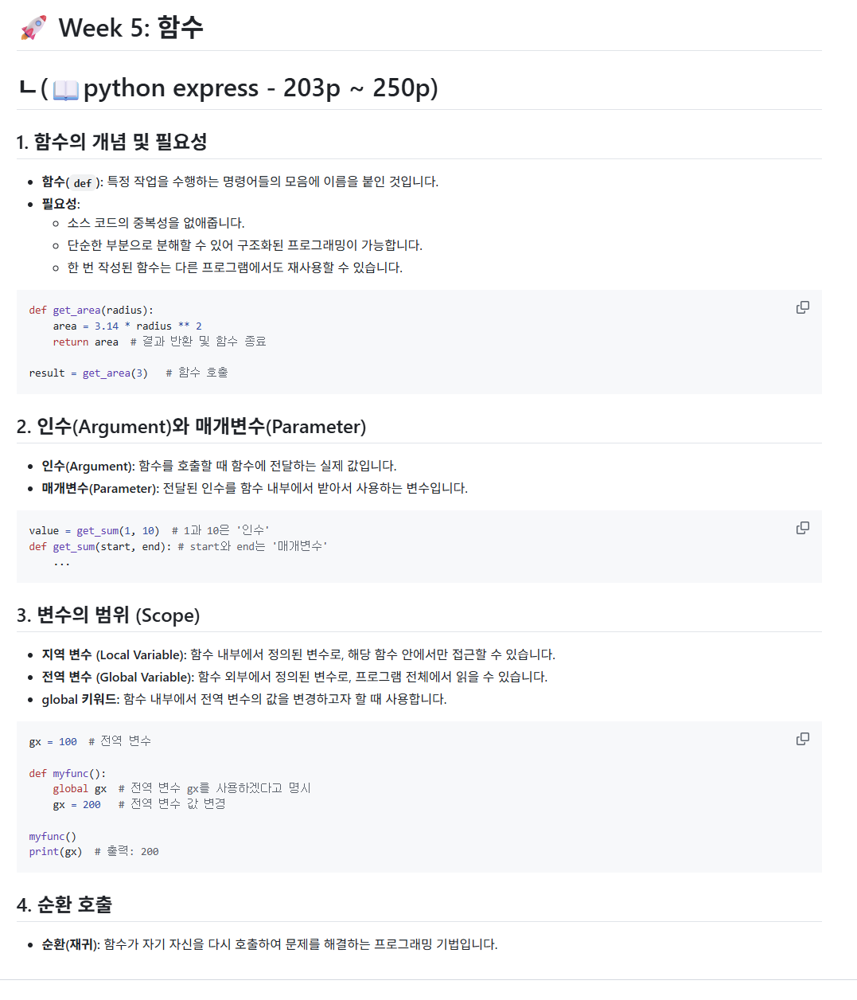 🚀 Week 5: 함수
ㄴ(📖python express - 203p ~ 250p)
1. 함수의 개념 및 필요성
함수(def): 특정 작업을 수행하는 명령어들의 모음에 이름을 붙인 것입니다.
필요성:
소스 코드의 중복성을 없애줍니다.
단순한 부분으로 분해할 수 있어 구조화된 프로그래밍이 가능합니다.
한 번 작성된 함수는 다른 프로그램에서도 재사용할 수 있습니다.
def get_area(radius):
    area = 3.14 * radius ** 2
    return area  # 결과 반환 및 함수 종료
result = get_area(3)   # 함수 호출
2. 인수(Argument)와 매개변수(Parameter)
인수(Argument): 함수를 호출할 때 함수에 전달하는 실제 값입니다.
매개변수(Parameter): 전달된 인수를 함수 내부에서 받아서 사용하는 변수입니다.
value = get_sum(1, 10)  # 1과 10은 '인수'
def get_sum(start, end): # start와 end는 '매개변수'
    ...
3. 변수의 범위 (Scope)
지역 변수 (Local Variable): 함수 내부에서 정의된 변수로, 해당 함수 안에서만 접근할 수 있습니다.
전역 변수 (Global Variable): 함수 외부에서 정의된 변수로, 프로그램 전체에서 읽을 수 있습니다.
global 키워드: 함수 내부에서 전역 변수의 값을 변경하고자 할 때 사용합니다.
gx = 100  # 전역 변수
def myfunc():
    global gx  # 전역 변수 gx를 사용하겠다고 명시
    gx = 200   # 전역 변수 값 변경
myfunc()
print(gx)  # 출력: 200
4. 순환 호출
순환(재귀): 함수가 자기 자신을 다시 호출하여 문제를 해결하는 프로그래밍 기법입니다.